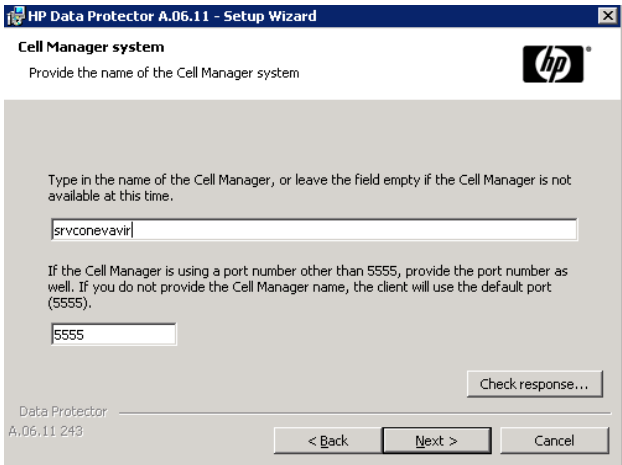 HP Data Protector A.06.11 - Setup Wizard
Cell Manager system
Provide the name of the Cell Manager system
hp
Type in the name of the Cell Manager, or leave the field empty if the Cell Manager is not
available at this time.
srvconevavir
If the Cell Manager is using a port number other than 5555, provide the port number as
well. If you do not provide the Cell Manager name, the client will use the default port
(5555).
5555
Check response...
Data Protector
A.06.11 243
< Back
Next >
Cancel